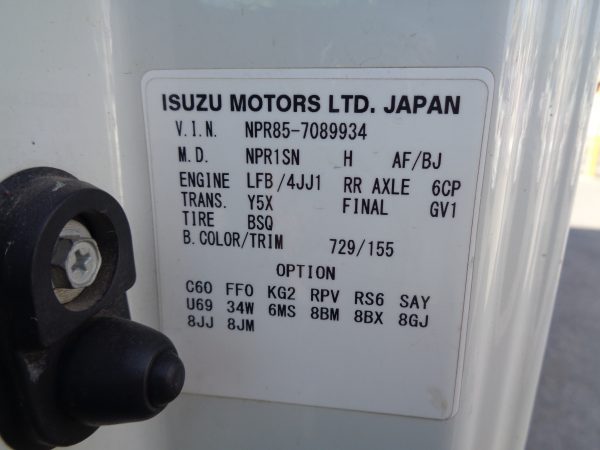 ISUZU MOTORS LTD. JAPAN
V.I.N. NPR85-7089934
M.D. NPR1SN H AF/BJ
ENGINE LFB/4JJ1 RR AXLE 6CP
TRANS. Y5X FINAL GV1
TIRE BSQ
B.COLOR/TRIM 729/155
OPTION
C60 FF0 KG2 RPV RS6 SAY
U69 34W 6MS 8BM 8BX 8GJ
8JJ 8JM